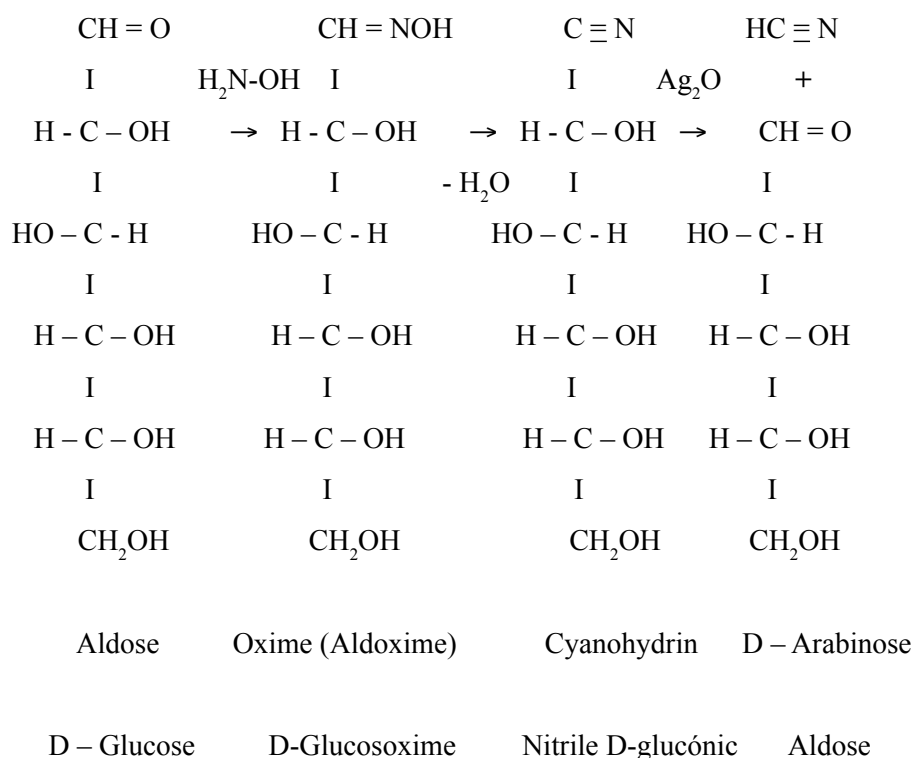 CH = O CH = NOH C ≡ N HC ≡ N
I H₂N-OH I I Ag₂O +
H - C – OH → H - C – OH → H - C – OH → CH = O
I I - H₂O I I
HO – C - H HO – C - H HO – C - H HO – C - H
I I I I
H – C – OH H – C – OH H – C – OH H – C – OH
I I I I
H – C – OH H – C – OH H – C – OH H – C – OH
I I I I
CH₂OH CH₂OH CH₂OH CH₂OH
Aldose Oxime (Aldoxime) Cyanohydrin D – Arabinose
D – Glucose D-Glucosoxime Nitrile D-glucónic Aldose